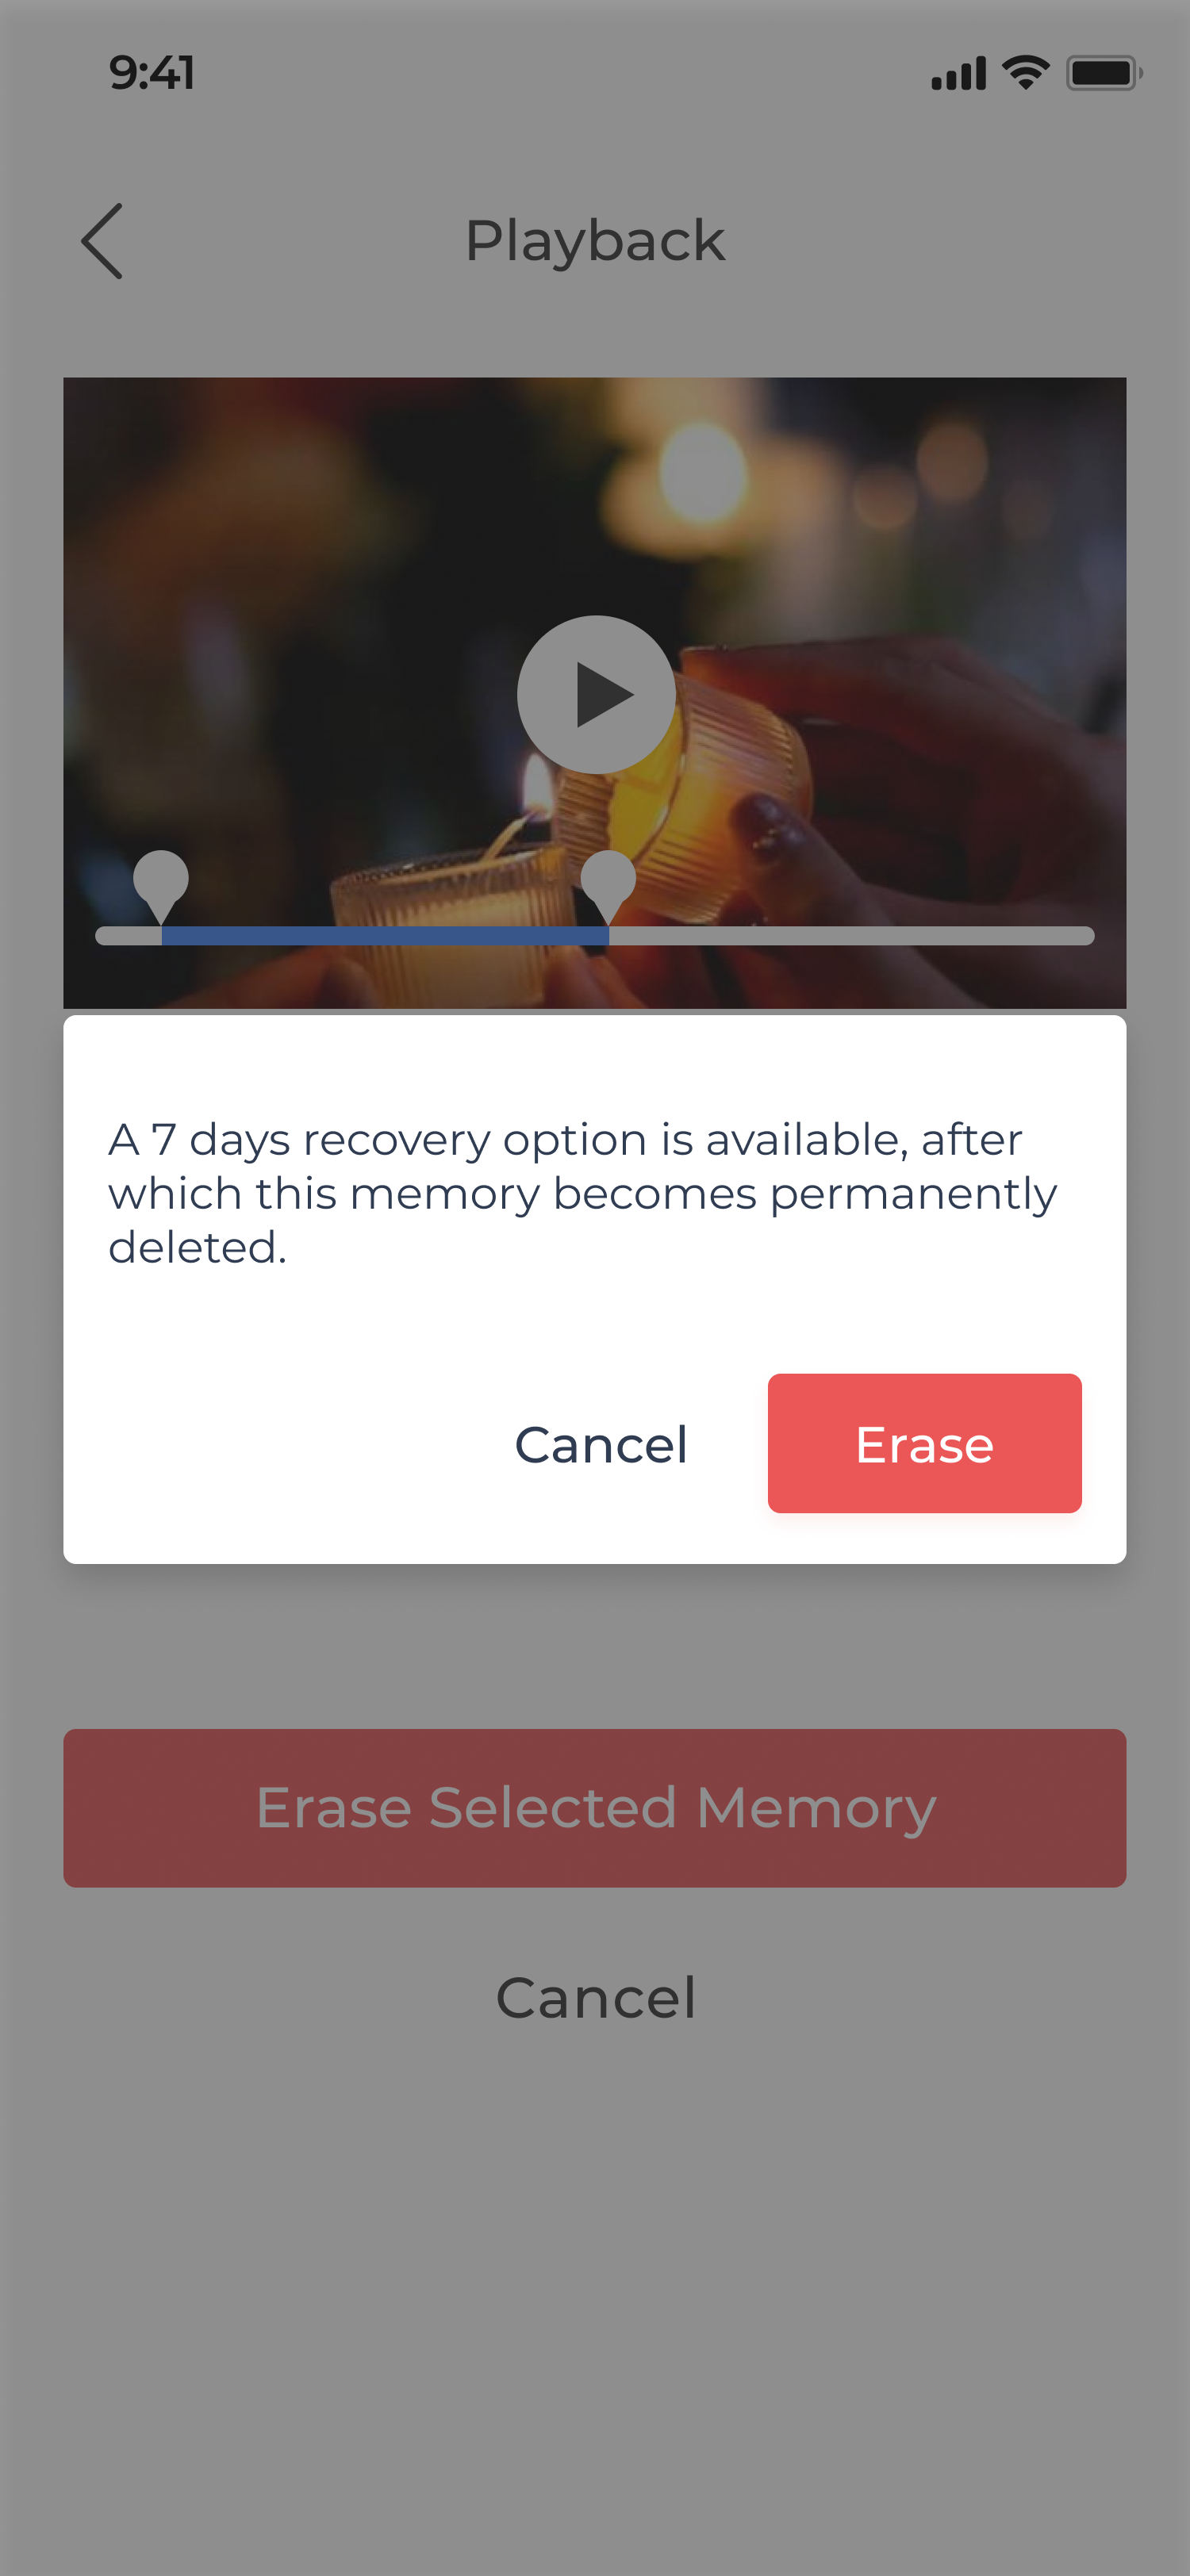 9:41
Playback
A 7 days recovery option is available, after
which this memory becomes permanently
deleted.
Cancel
Erase
Erase Selected Memory
Cancel